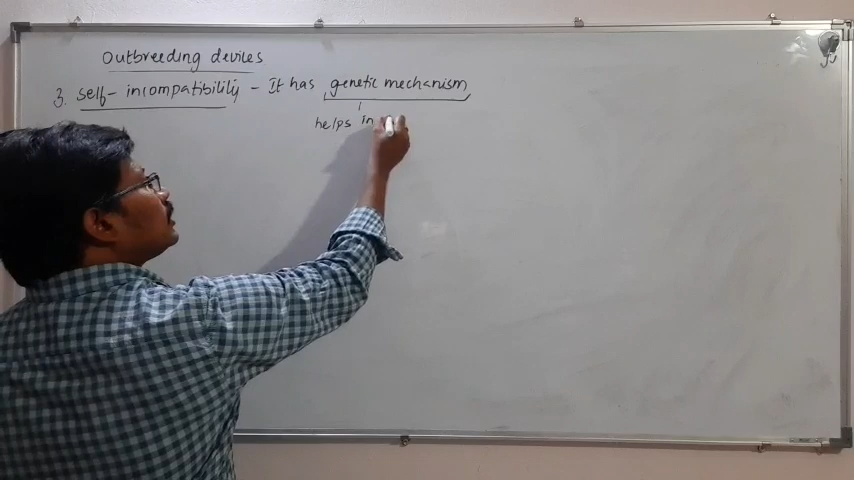 Outbreeding devices
3. Self-incompatibility - It has genetic mechanism
helps in